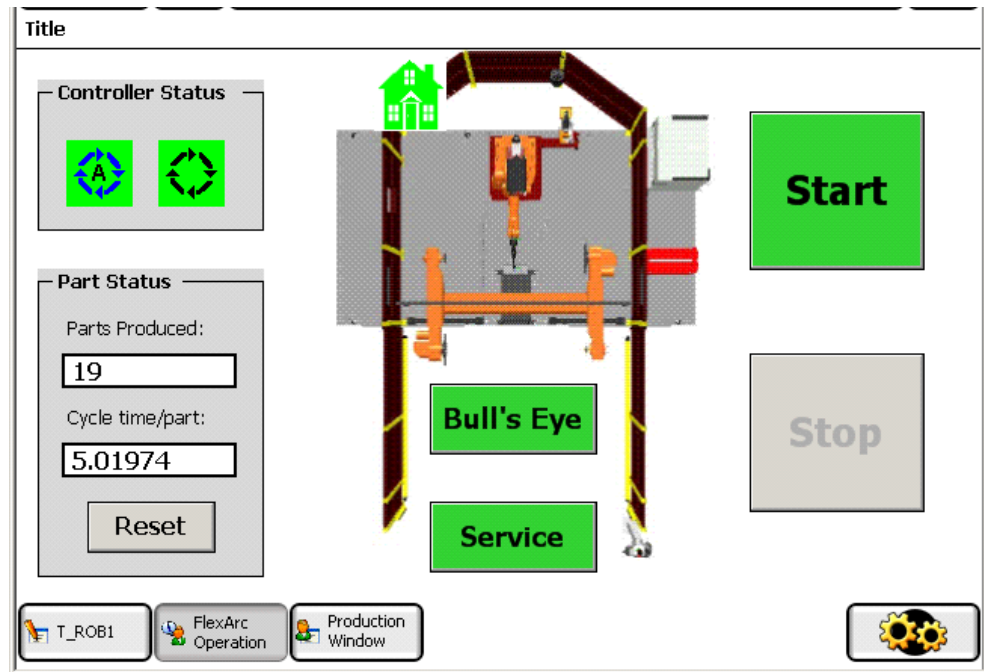 Title
Controller Status
A
Part Status
Parts Produced:
19
Cycle time/part:
5.01974
Reset
Bull's Eye
Service
Start
Stop
T_ROB1
FlexArc
Operation
Production
Window